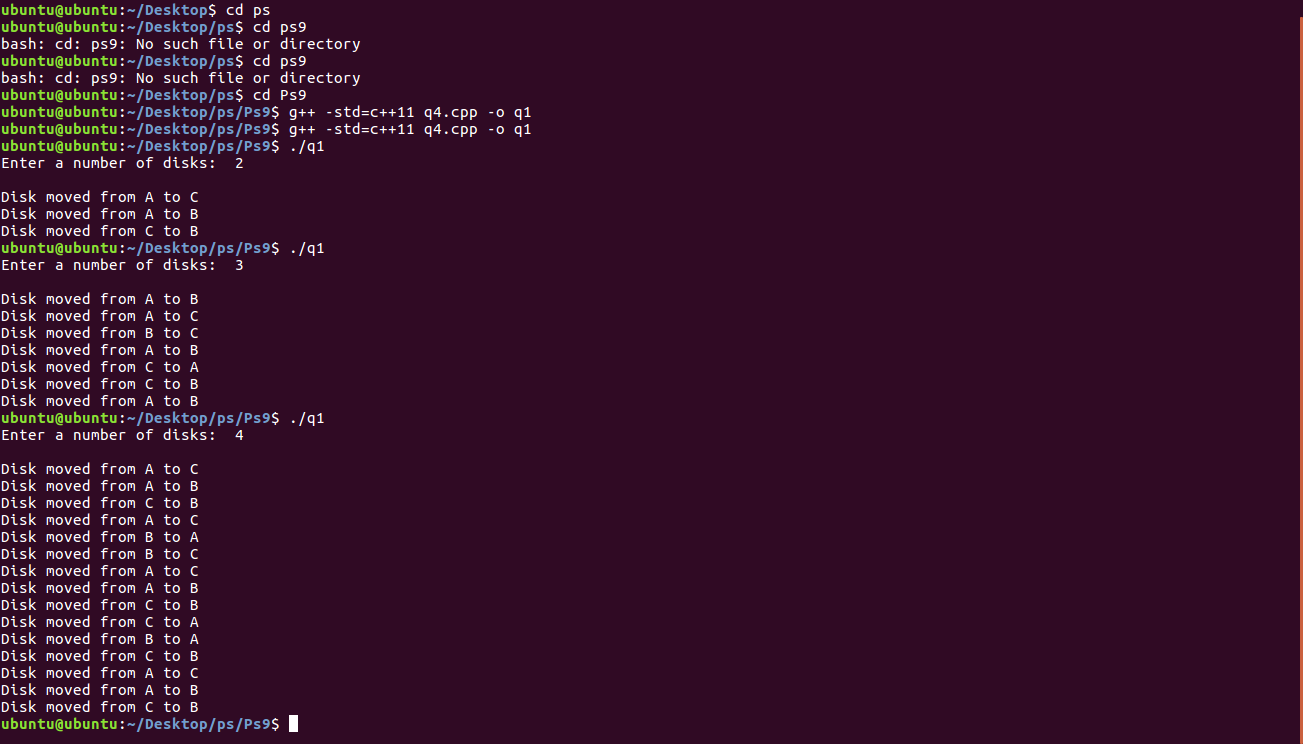 ubuntu@ubuntu:~/Desktop$ cd ps
ubuntu@ubuntu:~/Desktop/ps$ cd ps9
bash: cd: ps9: No such file or directory
ubuntu@ubuntu:~/Desktop/ps$ cd ps9
bash: cd: ps9: No such file or directory
ubuntu@ubuntu:~/Desktop/ps$ cd Ps9
ubuntu@ubuntu:~/Desktop/ps/Ps9$ g++ -std=c++11 q4.cpp -o q1
ubuntu@ubuntu:~/Desktop/ps/Ps9$ g++ -std=c++11 q4.cpp -o q1
ubuntu@ubuntu:~/Desktop/ps/Ps9$ ./q1
Enter a number of disks:  2

Disk moved from A to C
Disk moved from A to B
Disk moved from C to B
ubuntu@ubuntu:~/Desktop/ps/Ps9$ ./q1
Enter a number of disks:  3

Disk moved from A to B
Disk moved from A to C
Disk moved from B to C
Disk moved from A to B
Disk moved from C to A
Disk moved from C to B
Disk moved from A to B
ubuntu@ubuntu:~/Desktop/ps/Ps9$ ./q1
Enter a number of disks:  4

Disk moved from A to C
Disk moved from A to B
Disk moved from C to B
Disk moved from A to C
Disk moved from B to A
Disk moved from B to C
Disk moved from A to C
Disk moved from A to B
Disk moved from C to B
Disk moved from C to A
Disk moved from B to A
Disk moved from C to B
Disk moved from A to C
Disk moved from A to B
Disk moved from C to B
ubuntu@ubuntu:~/Desktop/ps/Ps9$